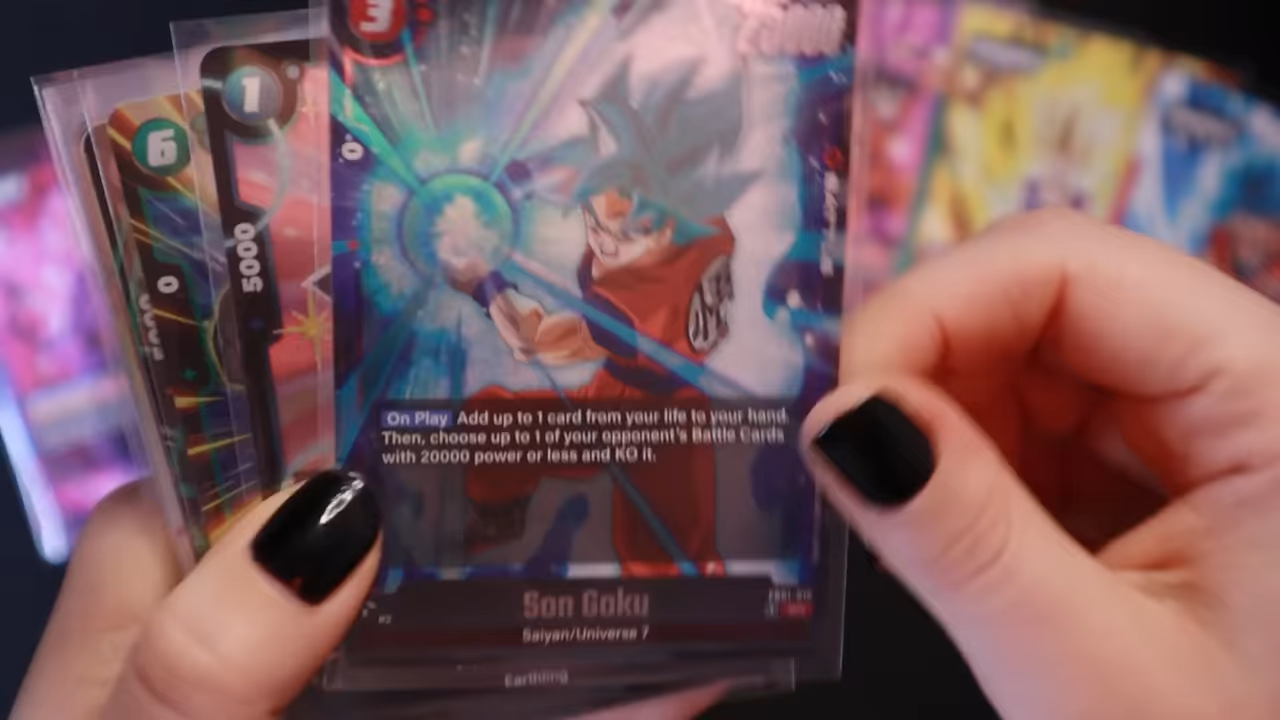 3
1
6
0
5000
0
On Play Add up to 1 card from your life to your hand.
Then, choose up to 1 of your opponent's Battle Cards
with 20000 power or less and KO it.
Son Goku
Saiyan/Universe 7
Earthling